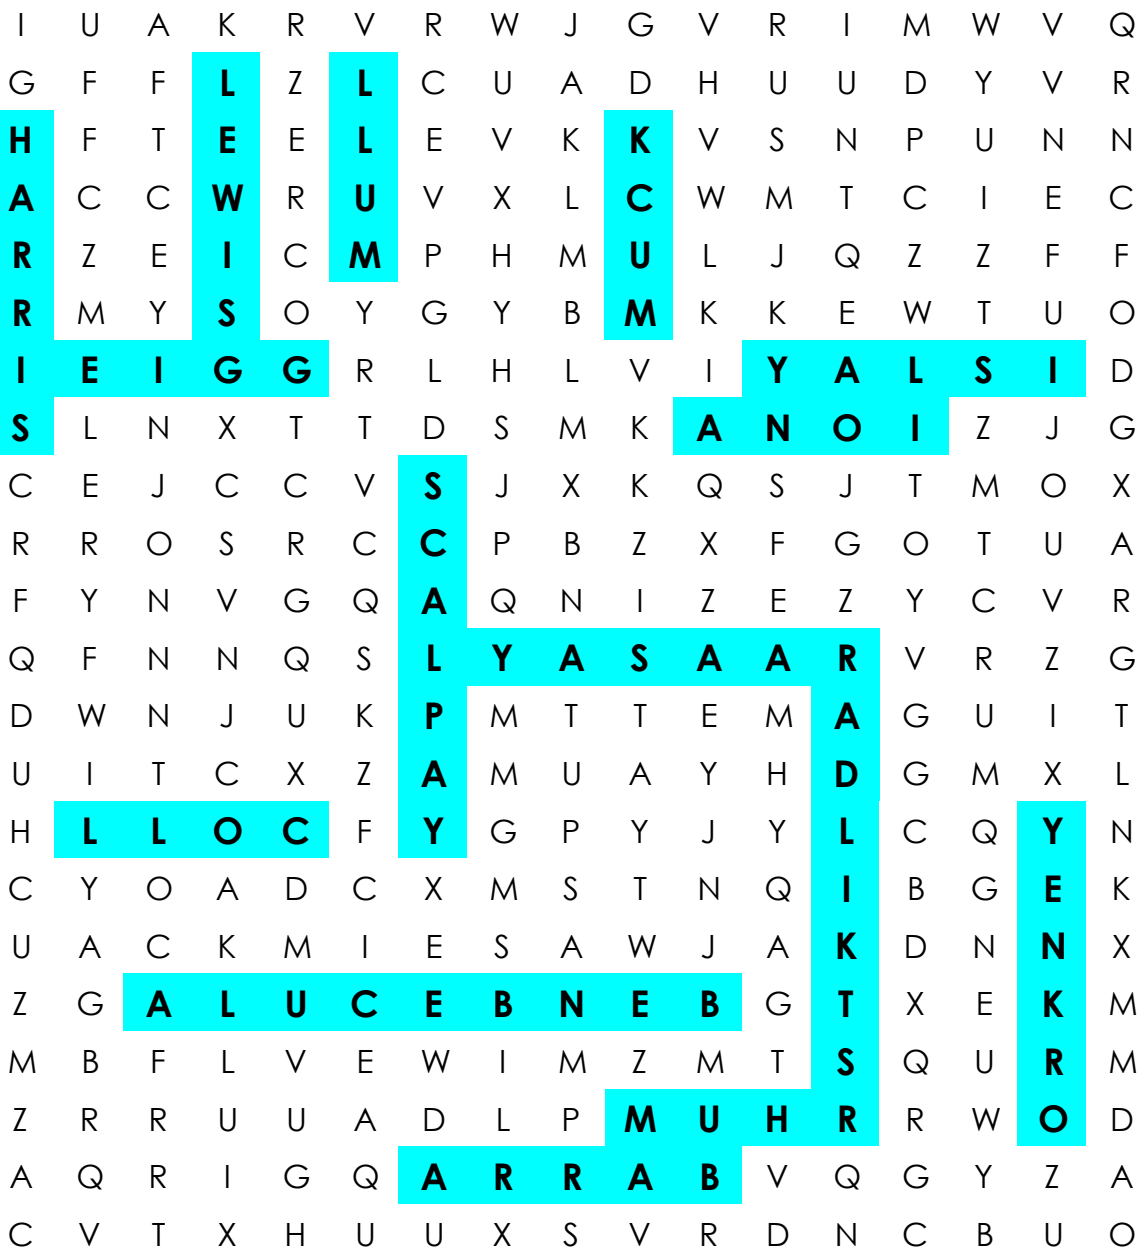 I U A K R V R W J G V R I M W V Q
G F F L Z L C U A D H U U D Y V R
H F T E E L E V K K V S N P U N N
A C C W R U V X L C W M T C I E C
R Z E I C M P H M U L J Q Z Z F F
R M Y S O Y G Y B M K K E W T U O
I E I G G R L H L V I Y A L S I D
S L N X T T D S M K A N O I Z J G
C E J C C V S J X K Q S J T M O X
R R O S R C C P B Z X F G O T U A
F Y N V G Q A Q N I Z E Z Y C V R
Q F N N Q S L Y A S A A R V R Z G
D W N J U K P M T T E M A G U I T
U I T C X Z A M U A Y H D G M X L
H L L O C F Y G P Y J Y L C Q Y N
C Y O A D C X M S T N Q I B G E K
U A C K M I E S A W J A K D N N X
Z G A L U C E B N E B G T X E K M
M B F L V E W I M Z M T S Q U R M
Z R R U U A D L P M U H R R W O D
A Q R I G Q A R R A B V Q G Y Z A
C V T X H U U X S V R D N C B U O